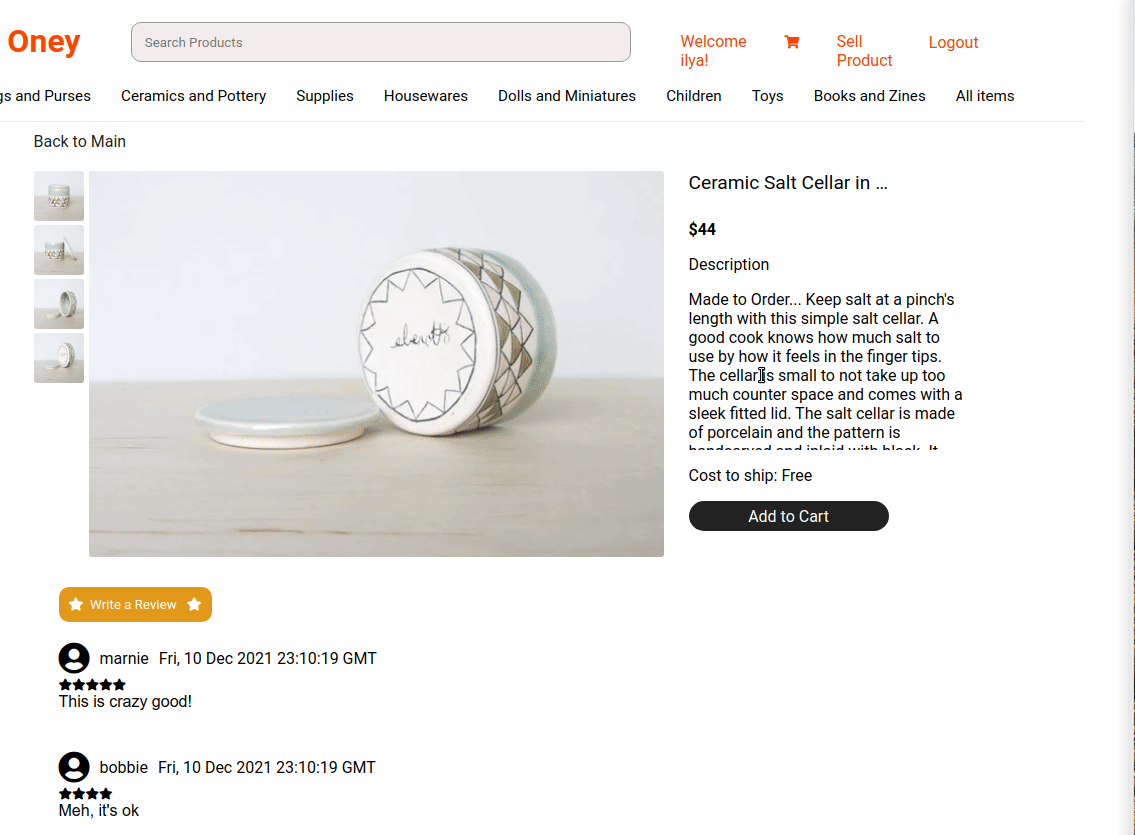 Oney
Search Products
Welcome ilya!
Sell Product
Logout
gs and Purses
Ceramics and Pottery
Supplies
Housewares
Dolls and Miniatures
Children
Toys
Books and Zines
All items
Back to Main
Ceramic Salt Cellar in ...
$44
Description
Made to Order... Keep salt at a pinch's
length with this simple salt cellar. A
good cook knows how much salt to
use by how it feels in the finger tips.
The cellar is small to not take up too
much counter space and comes with a
sleek fitted lid. The salt cellar is made
of porcelain and the pattern is
Cost to ship: Free
Add to Cart
Write a Review
marnie Fri, 10 Dec 2021 23:10:19 GMT
This is crazy good!
bobbie Fri, 10 Dec 2021 23:10:19 GMT
Meh, it's ok